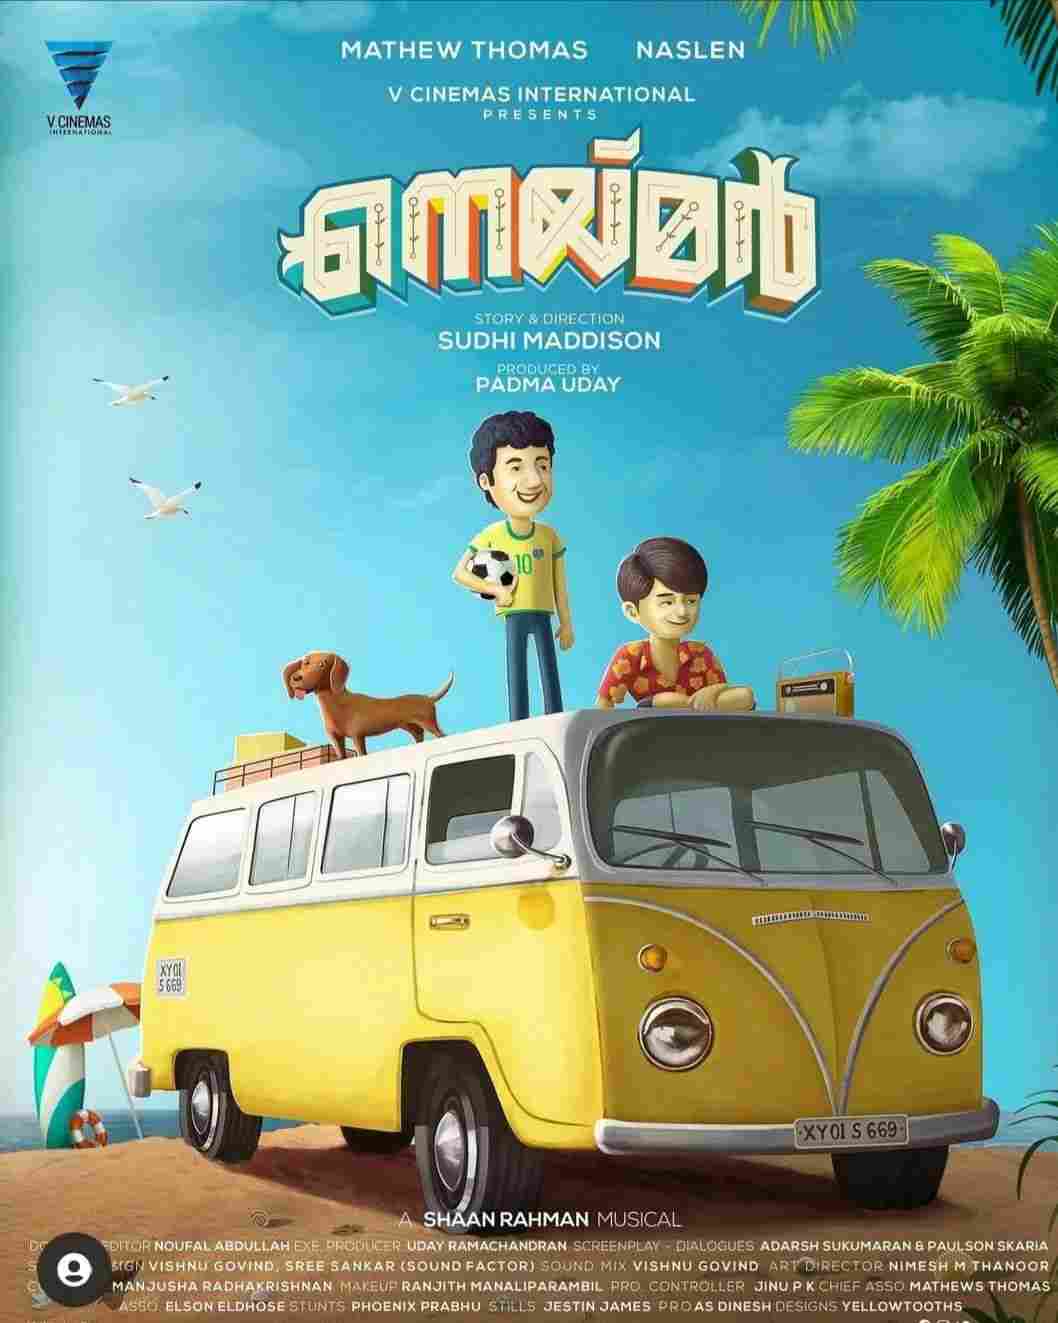 MATHEW THOMAS NASLEN
V CINEMAS
INTERNATIONAL
V CINEMAS INTERNATIONAL
PRESENTS
നെയ്മർ
STORY & DIRECTION
SUDHI MADDISON
PRODUCED BY
PADMA UDAY
10
XY 01
S 669
XY 01 S 669
A SHAAN RAHMAN MUSICAL
EDITOR NOUFAL ABDULLAH EXE. PRODUCER UDAY RAMACHANDRAN SCREENPLAY - DIALOGUES ADARSH SUKUMARAN & PAULSON SKARIA
VISHNU GOVIND, SREE SANKAR (SOUND FACTOR) SOUND MIX VISHNU GOVIND ART DIRECTOR NIMESH M THANOOR
MANJUSHA RADHAKRISHNAN MAKEUP RANJITH MANALIPARAMBIL PRO. CONTROLLER JINU P K CHIEF ASSO MATHEWS THOMAS
ASSO. ELSON ELDHOSE STUNTS PHOENIX PRABHU STILLS JESTIN JAMES P.R.O AS DINESH DESIGNS YELLOWTOOTHS